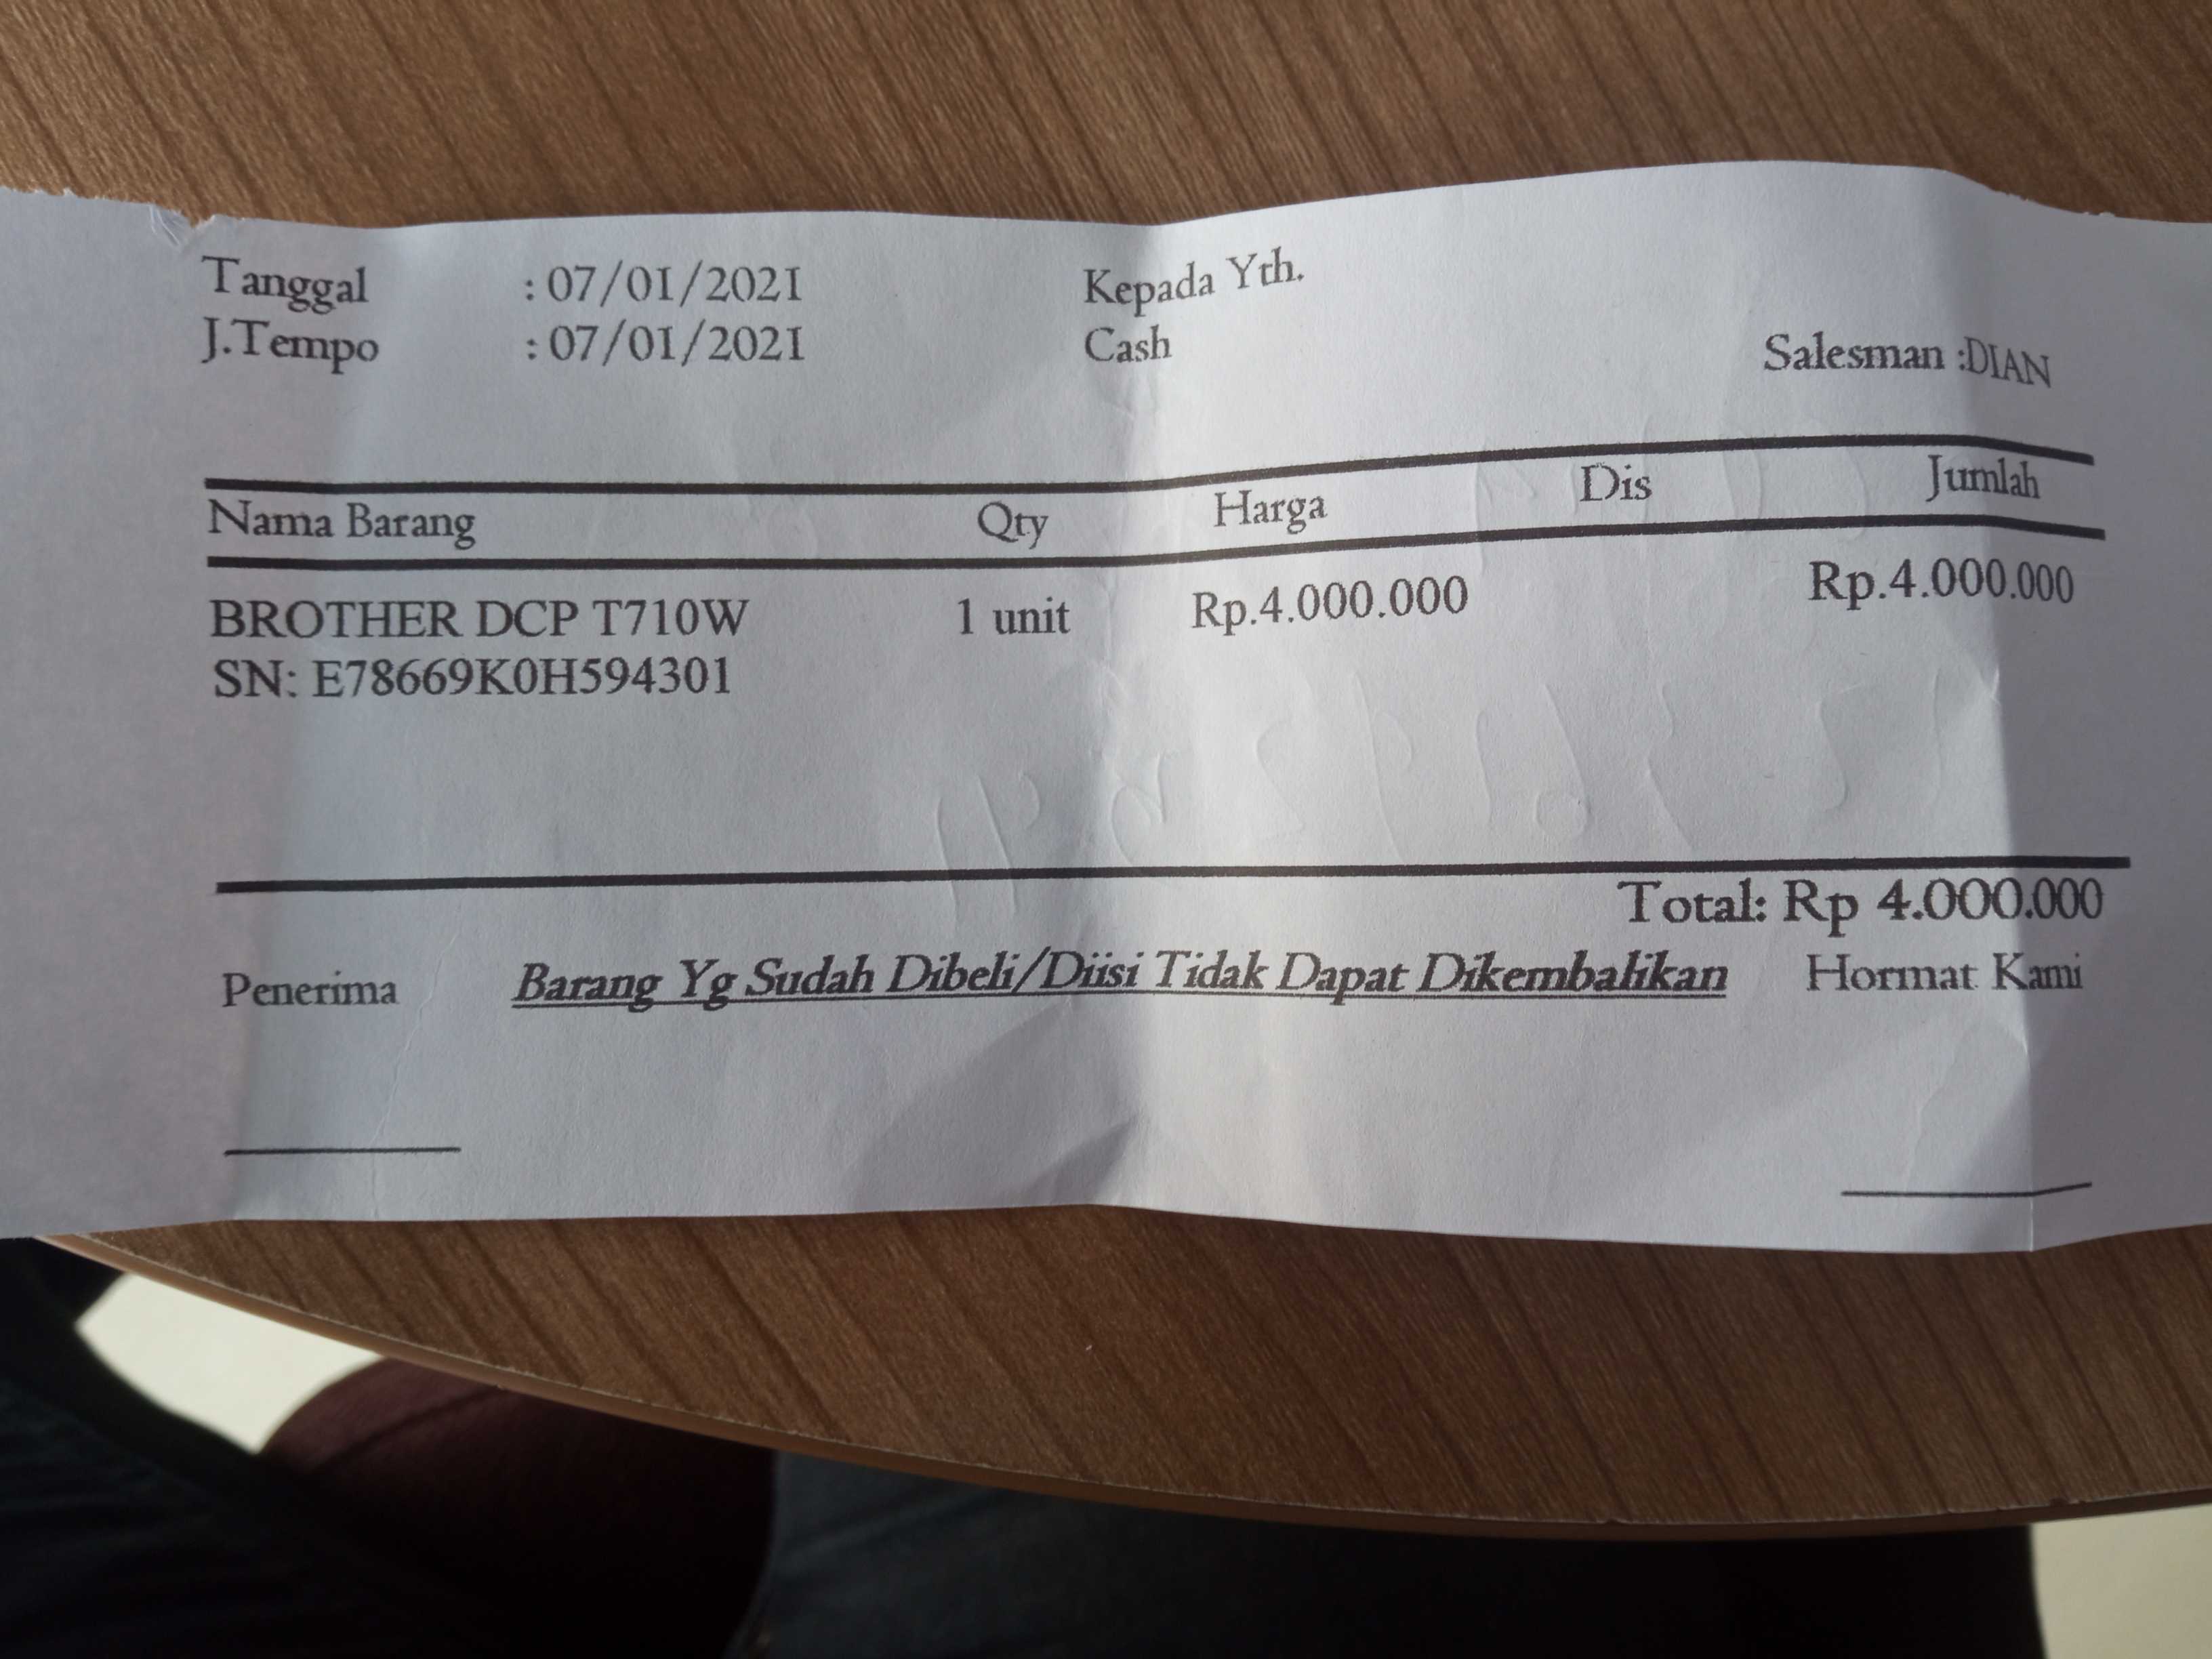 Tanggal : 07/01/2021 Kepada Yth.
J.Tempo : 07/01/2021 Cash
Salesman :DIAN
Nama Barang Qty Harga Dis Jumlah
BROTHER DCP T710W 1 unit Rp.4.000.000 Rp.4.000.000
SN: E78669K0H594301
Total: Rp 4.000.000
Penerima Barang Yg Sudah Dibeli/Diisi Tidak Dapat Dikembalikan Hormat Kami